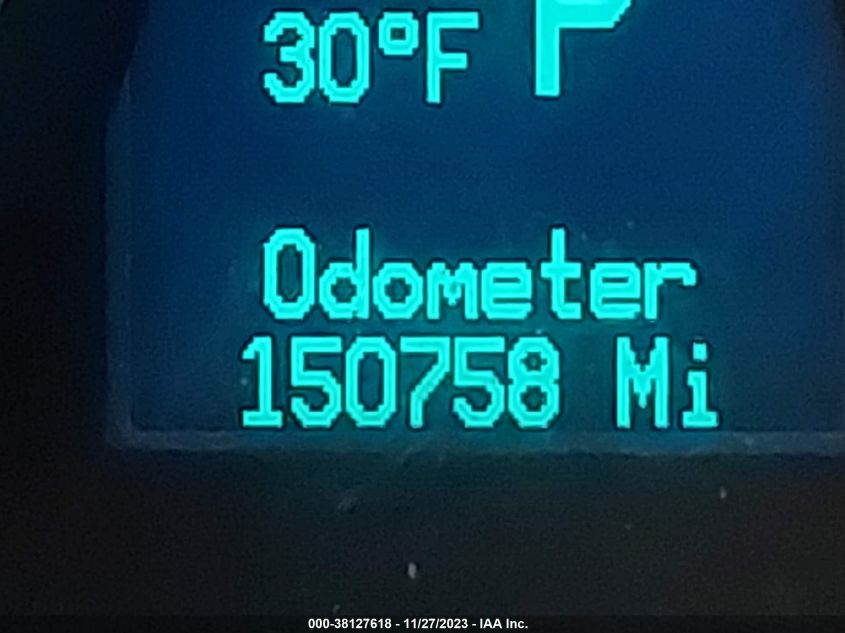 30°F P
Odometer
150758 Mi
000-38127618 - 11/27/2023 - IAA Inc.